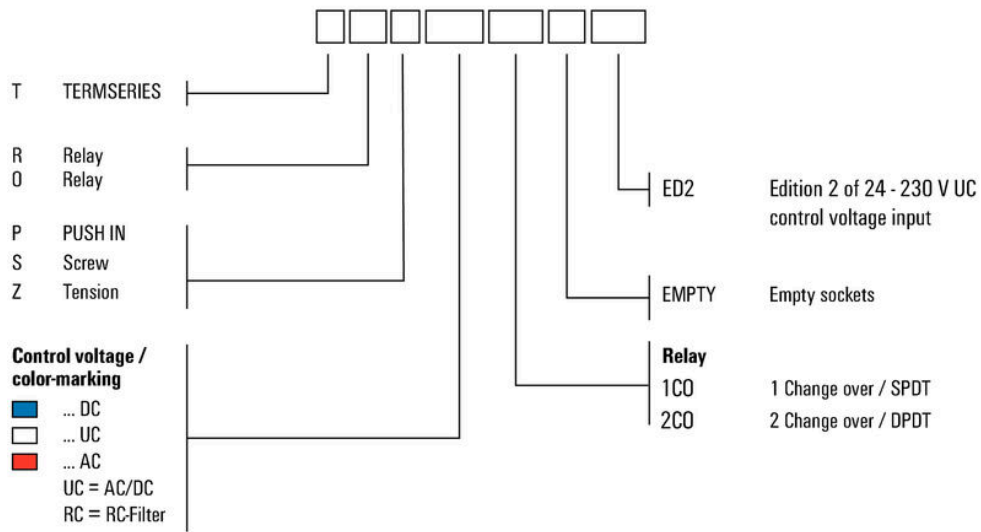 T TERMSERIES
R Relay
O Relay
P PUSH IN
S Screw
Z Tension
Control voltage /
color-marking
... DC
... UC
... AC
UC = AC/DC
RC = RC-Filter
ED2 Edition 2 of 24 - 230 V UC
control voltage input
EMPTY Empty sockets
Relay
1CO 1 Change over / SPDT
2CO 2 Change over / DPDT